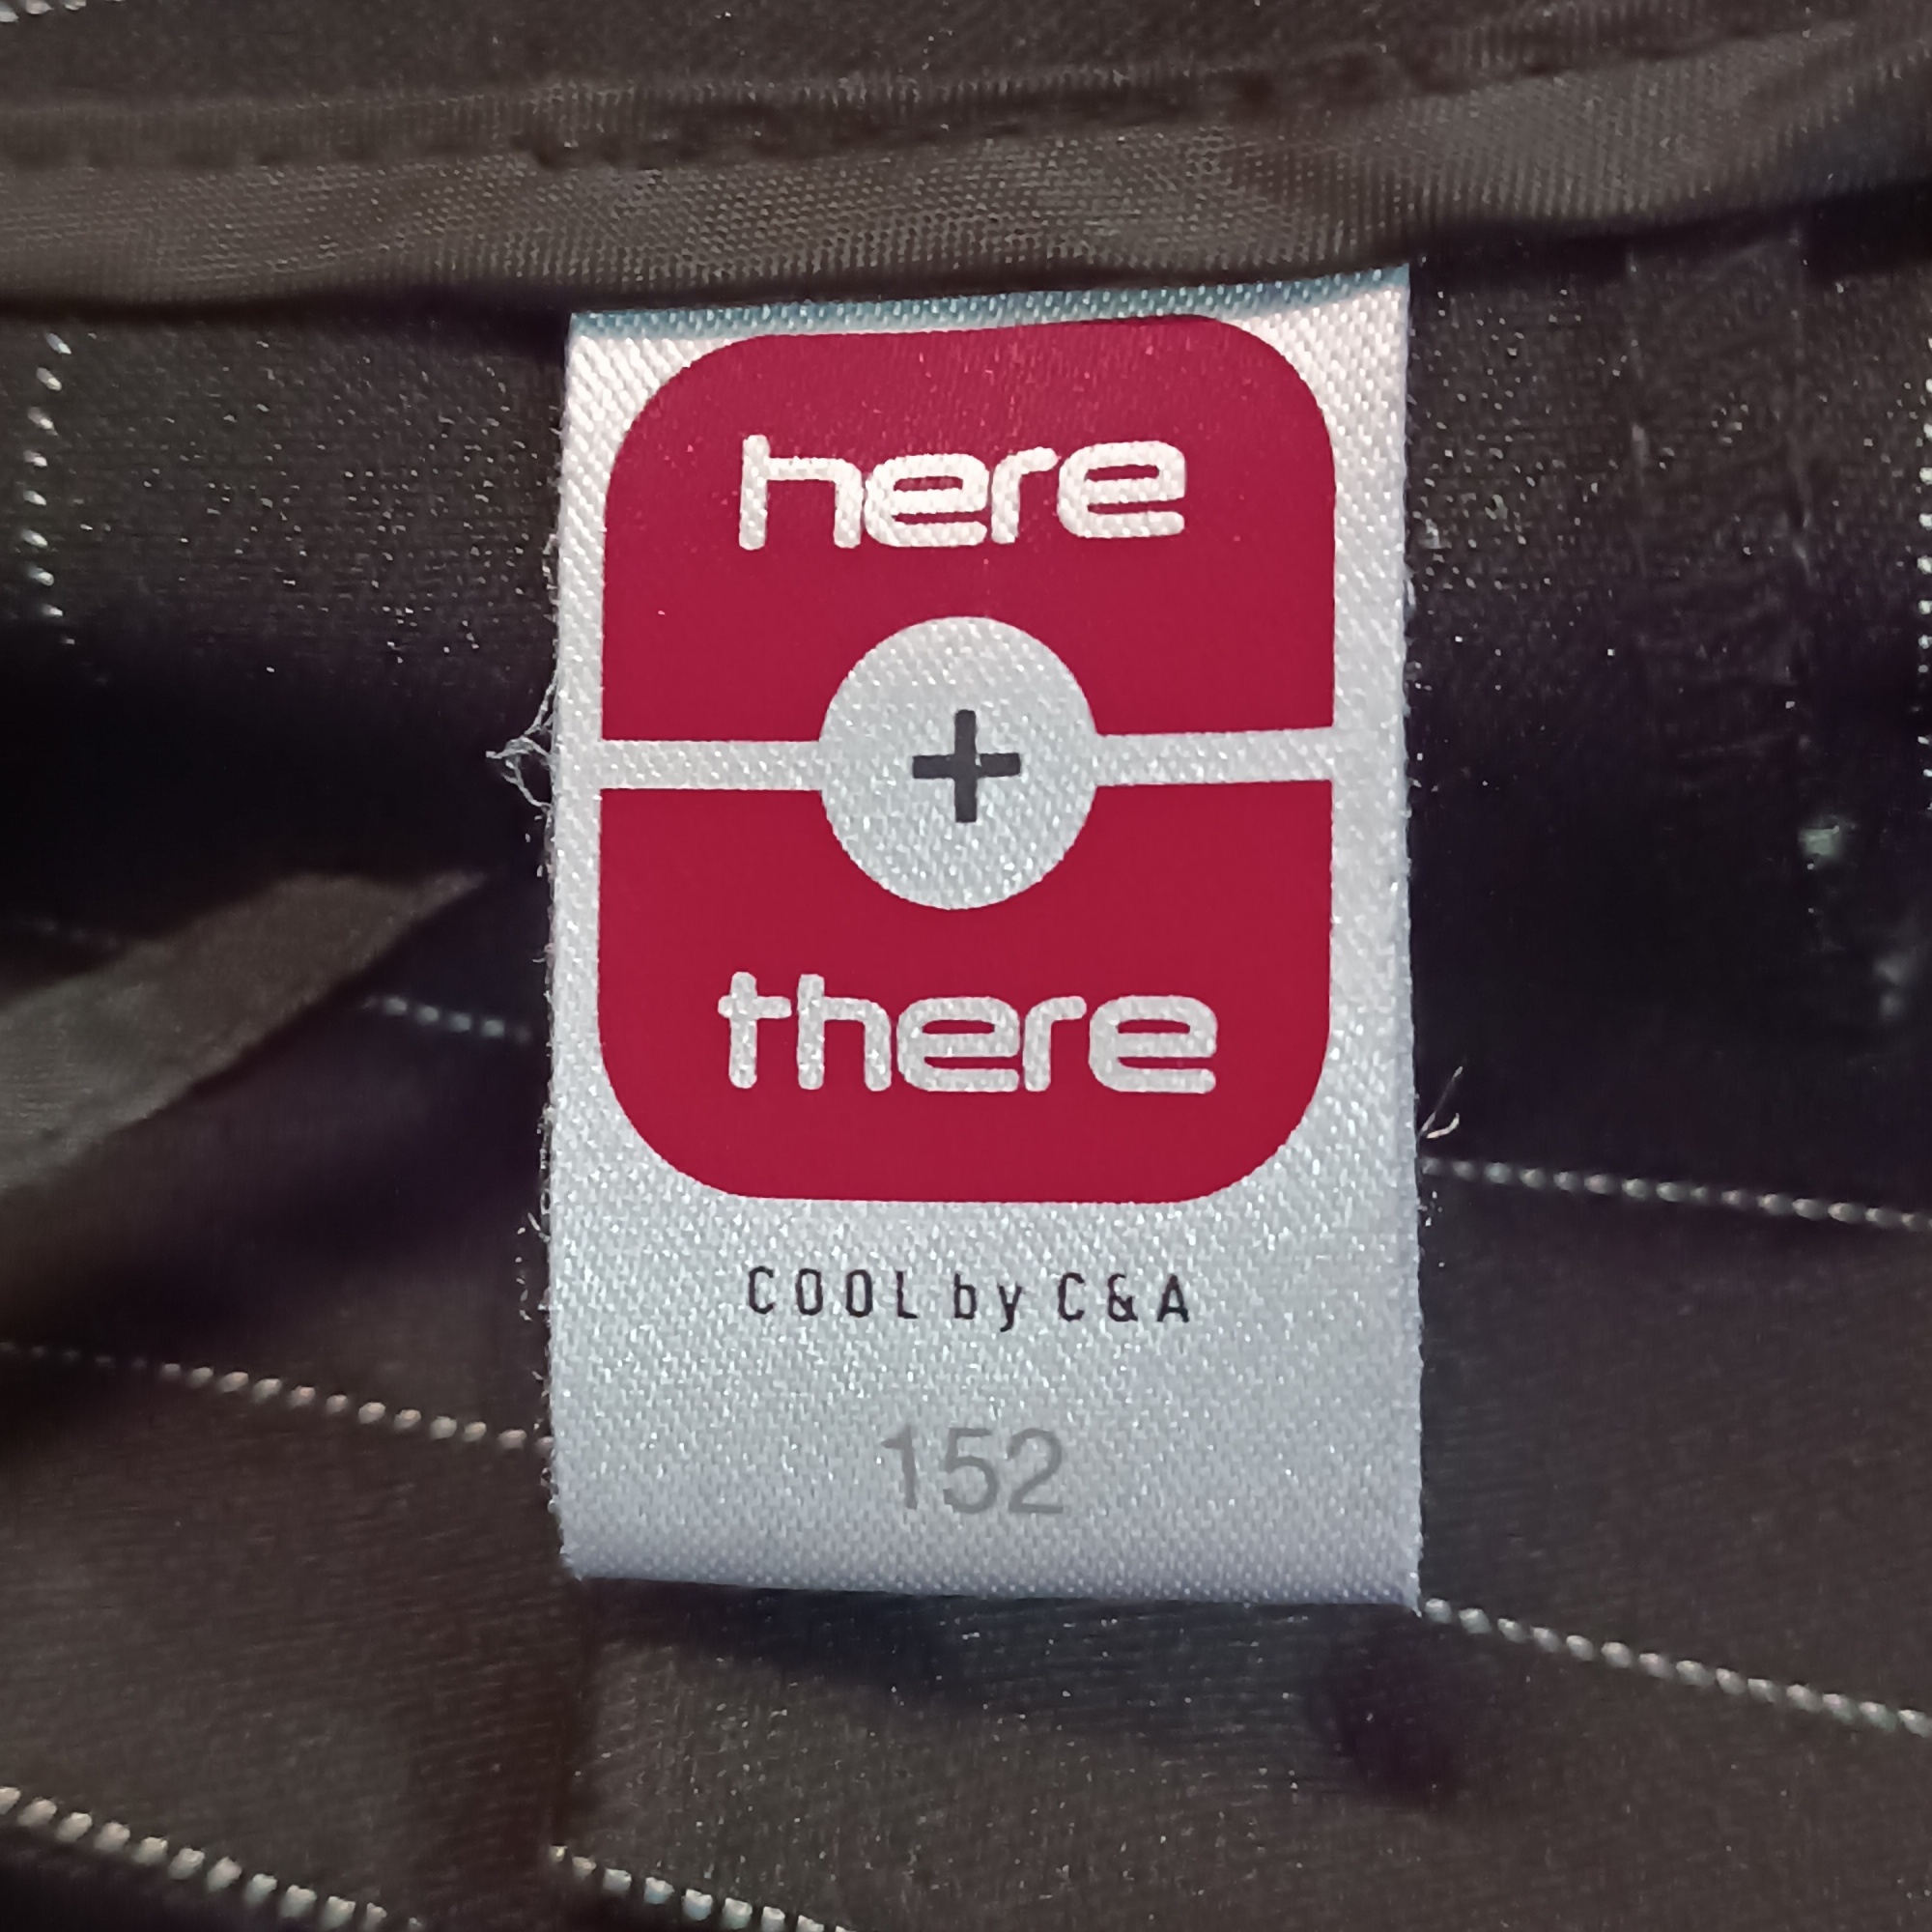 here
+
there
COOL by C&A
152